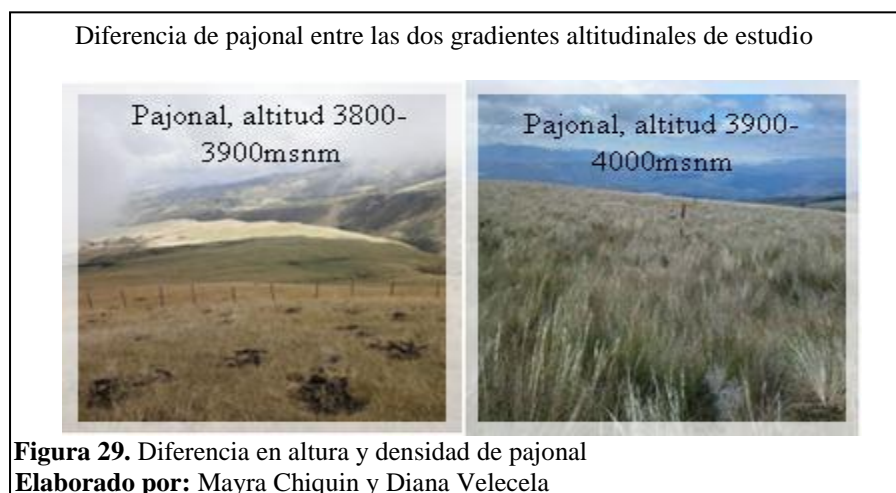 Diferencia de pajonal entre las dos gradientes altitudinales de estudio
Pajonal, altitud 3800-
3900msnm
Pajonal, altitud 3900-
4000msnm
Figura 29. Diferencia en altura y densidad de pajonal
Elaborado por: Mayra Chiquin y Diana Velecela